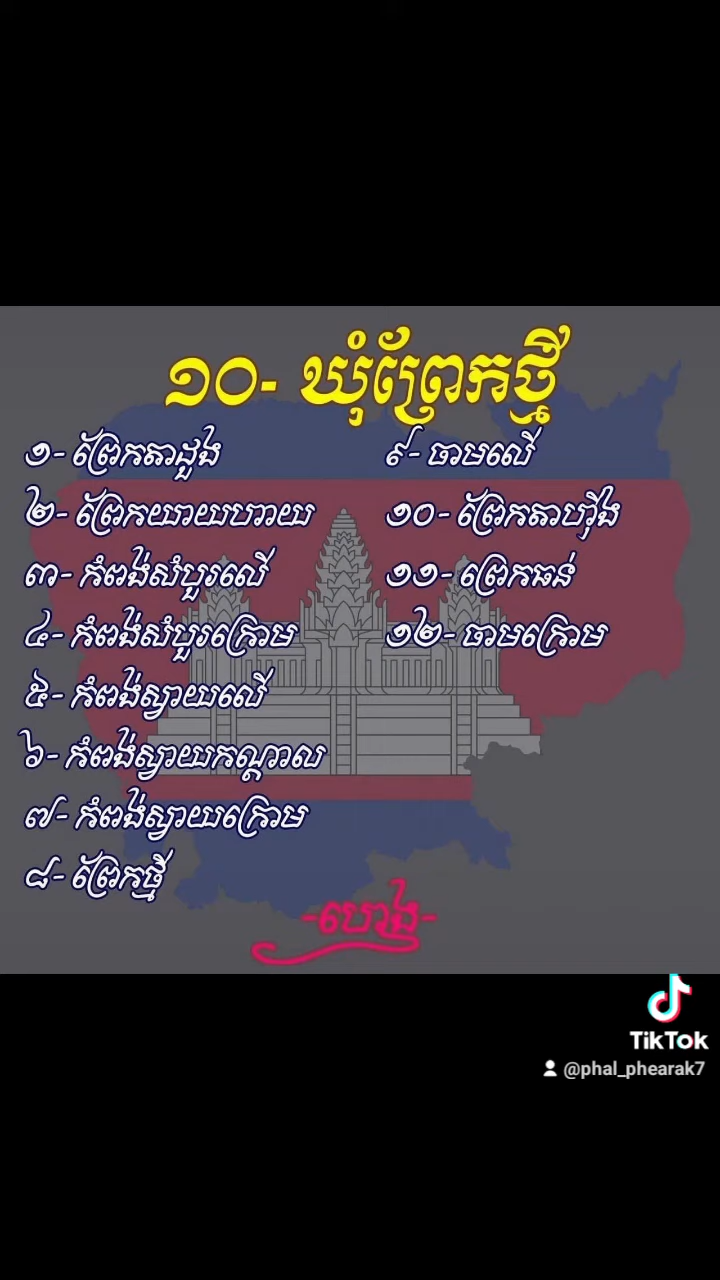 ១០- ឃុំព្រែកថ្មី
១- ព្រែកតាដួង
២- ព្រែកយាយហាយ
៣- កំពង់សំបួរលើ
៤- កំពង់សំបួរក្រោម
៥- កំពង់ស្វាយលើ
៦- កំពង់ស្វាយកណ្ដាល
៧- កំពង់ស្វាយក្រោម
៨- ព្រែកថ្មី
៩- ចាមលើ
១០- ព្រែកតាហ៊ីង
១១- ព្រេកធន់
១២- ចាមក្រោម
-ហេង-
TikTok
@phal_phearak7